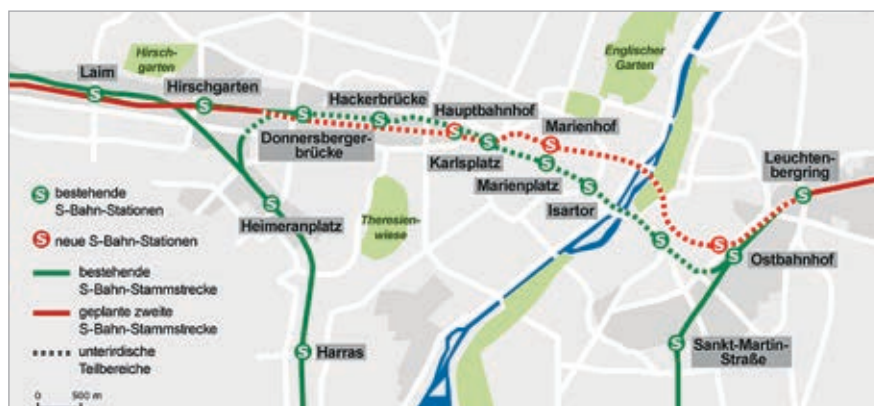 Hirsch-
garten
Englischer
Garten
Laim
Hirschgarten
Hackerbrücke
Hauptbahnhof
Marienhof
Donnersberger-
brücke
Karlsplatz
Marienplatz
Leuchten-
bergring
Isartor
Theresien-
wiese
Heimeranplatz
Ostbahnhof
Harras
Sankt-Martin-
Straße
S bestehende
S-Bahn-Stationen
S neue S-Bahn-Stationen
bestehende
S-Bahn-Stammstrecke
geplante zweite
S-Bahn-Stammstrecke
unterirdische
Teilbereiche
0 500 m